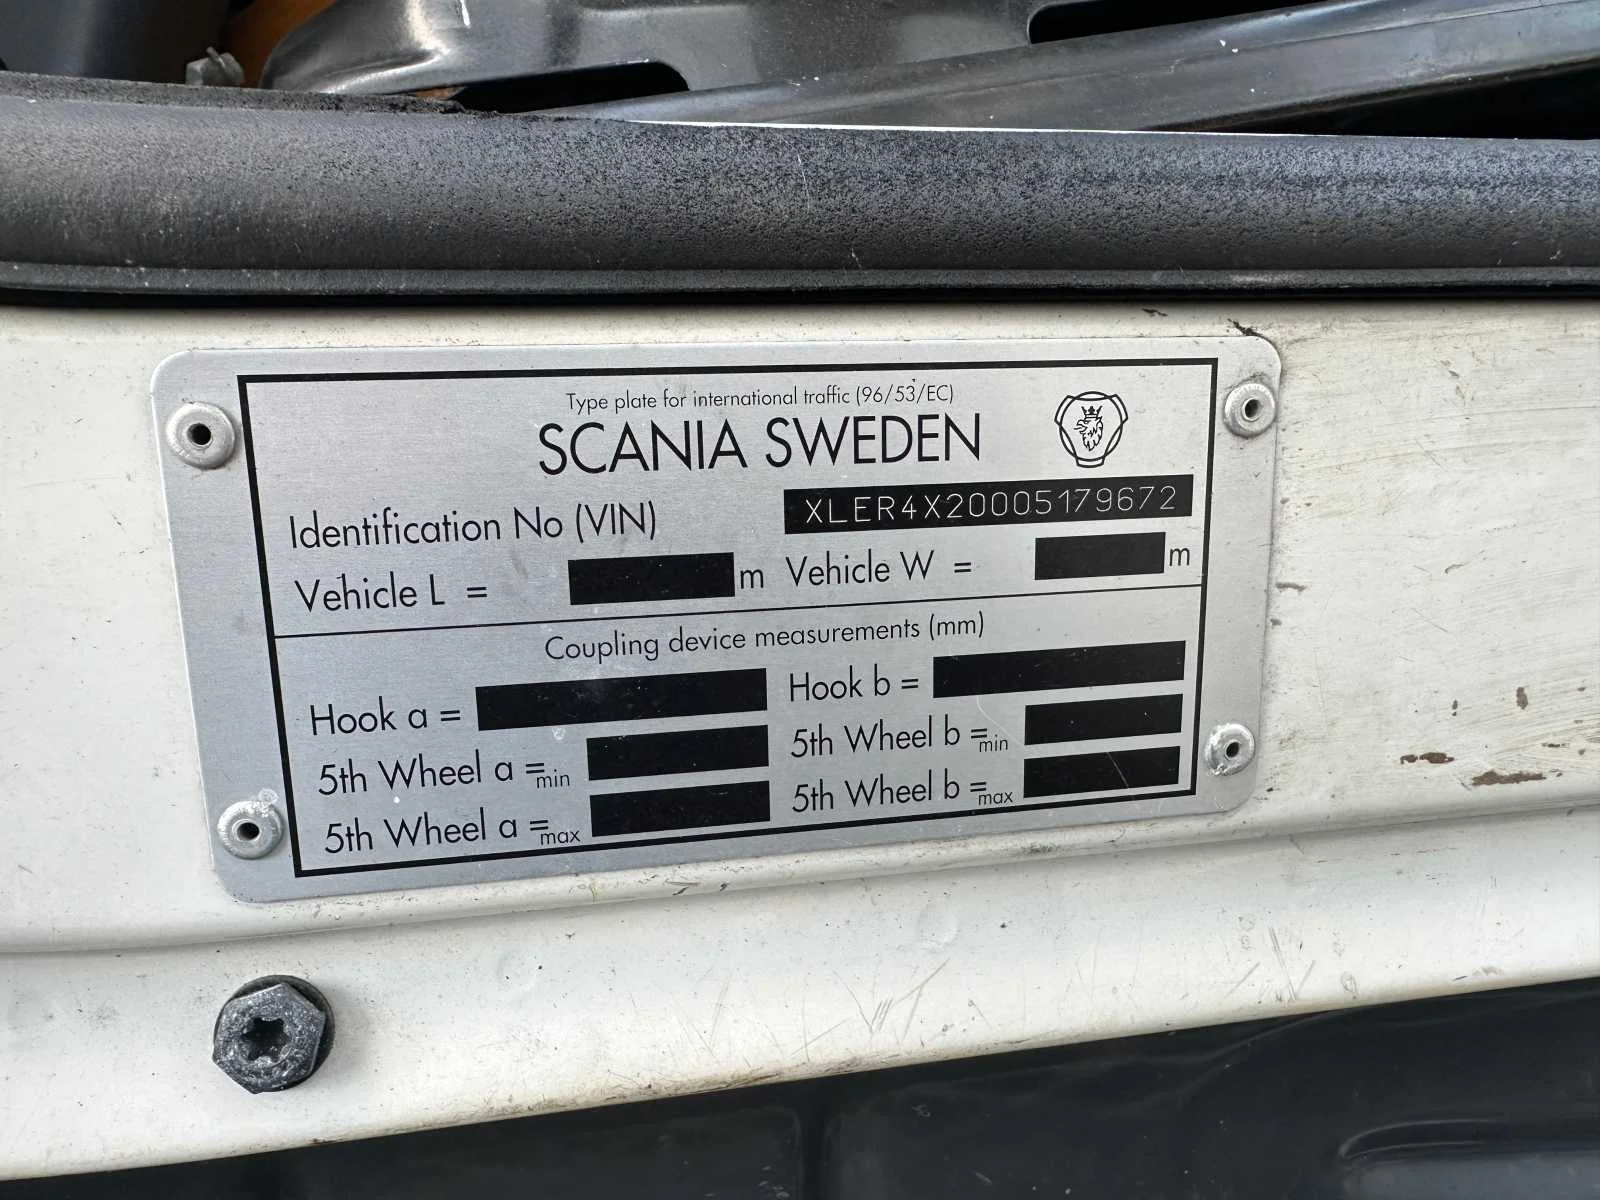 Type plate for international traffic (96/53/EC)
SCANIA SWEDEN
Identification No (VIN) XLER4X20005179672
Vehicle L = m Vehicle W = m
Coupling device measurements (mm)
Hook a = Hook b =
5th Wheel a =min 5th Wheel b =min
5th Wheel a =max 5th Wheel b =max